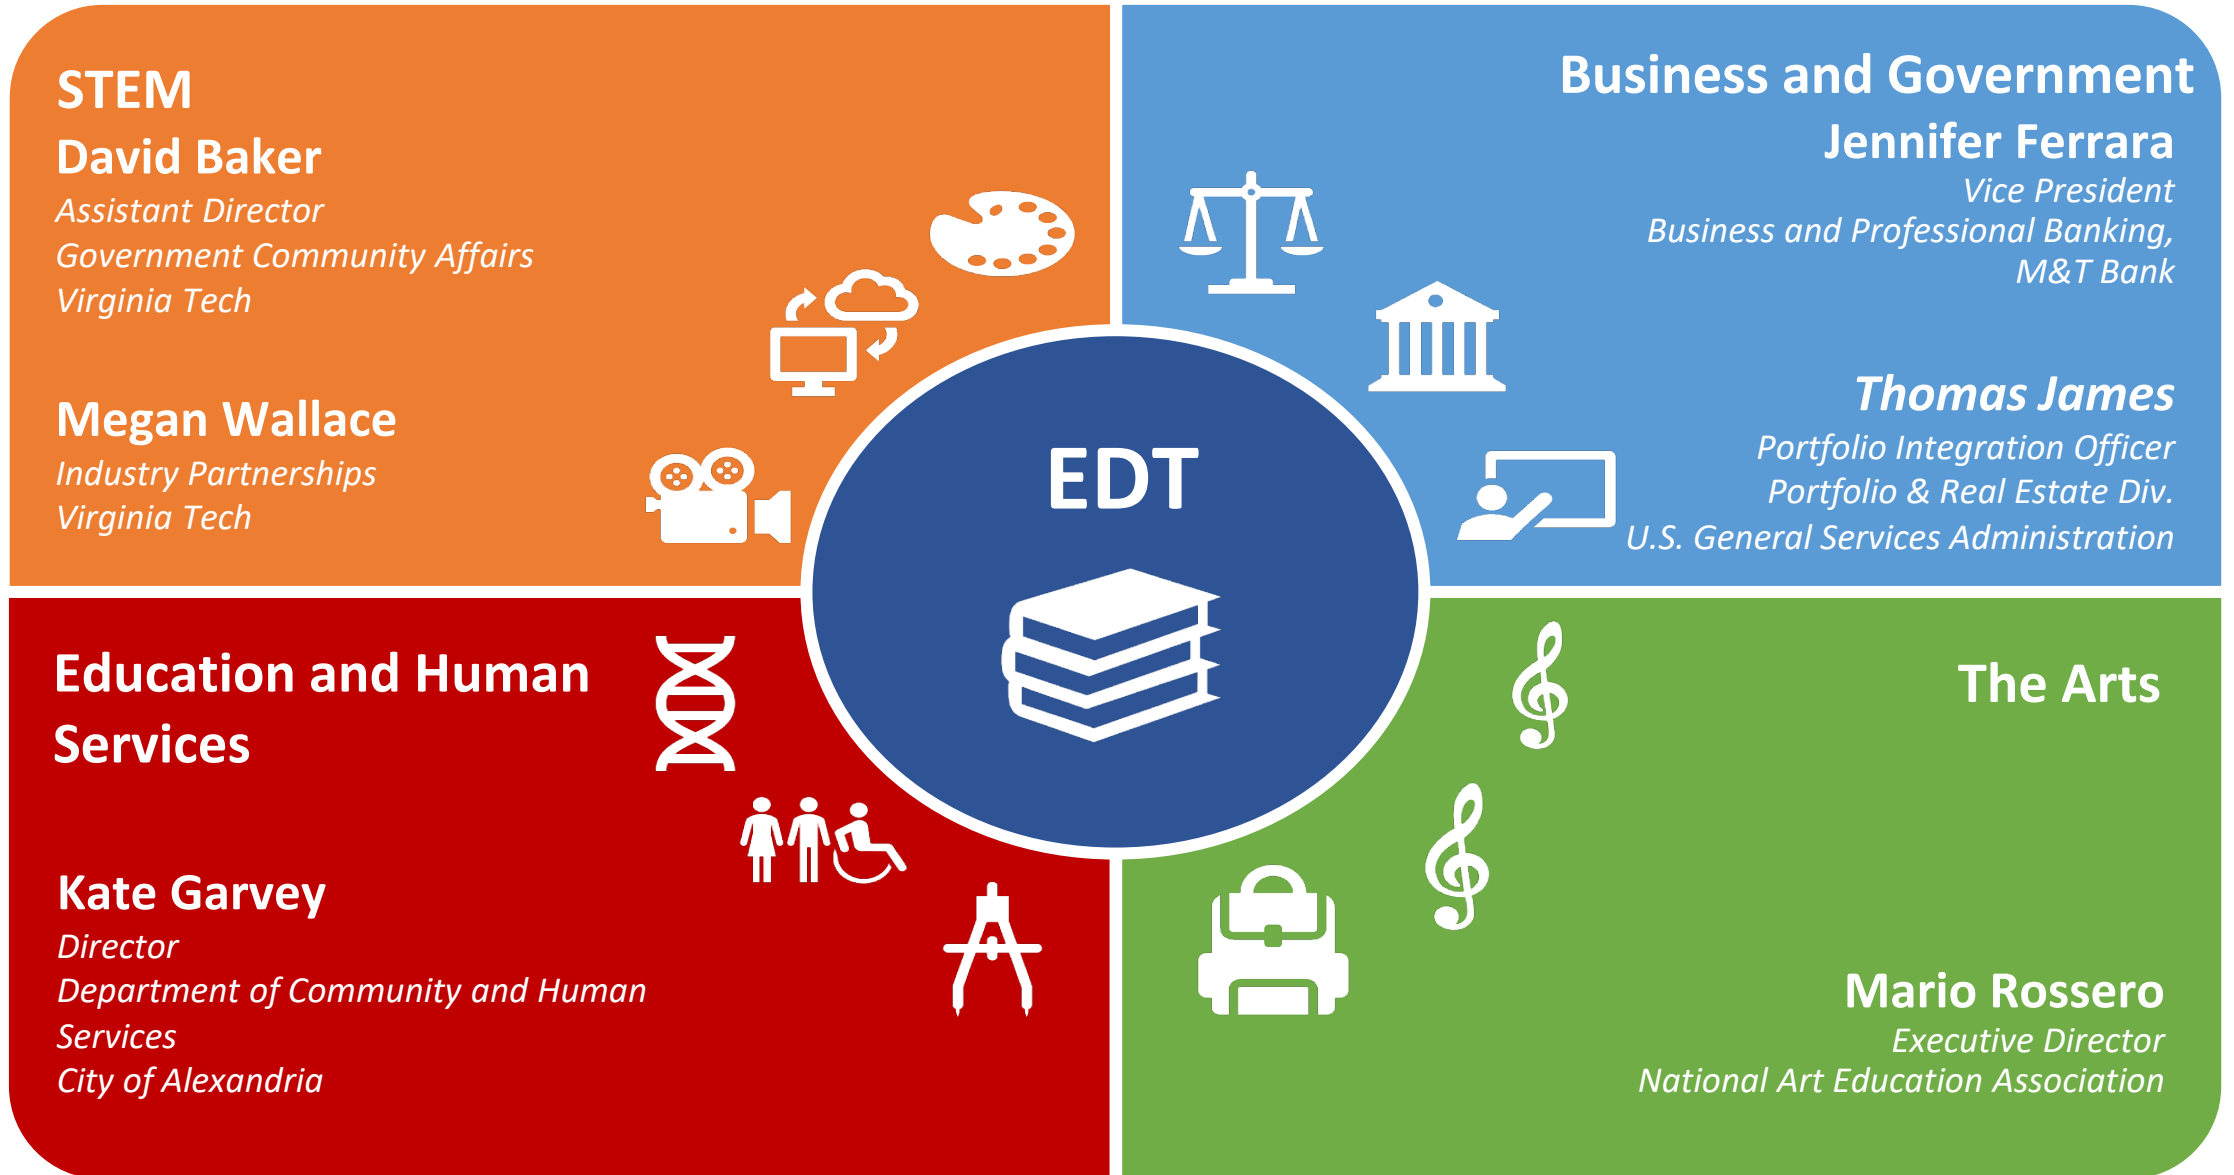 STEM
David Baker
Assistant Director
Government Community Affairs
Virginia Tech
Megan Wallace
Industry Partnerships
Virginia Tech
Business and Government
Jennifer Ferrara
Vice President
Business and Professional Banking,
M&T Bank
Thomas James
Portfolio Integration Officer
Portfolio & Real Estate Div.
U.S. General Services Administration
EDT
Education and Human
Services
Kate Garvey
Director
Department of Community and Human
Services
City of Alexandria
The Arts
Mario Rossero
Executive Director
National Art Education Association